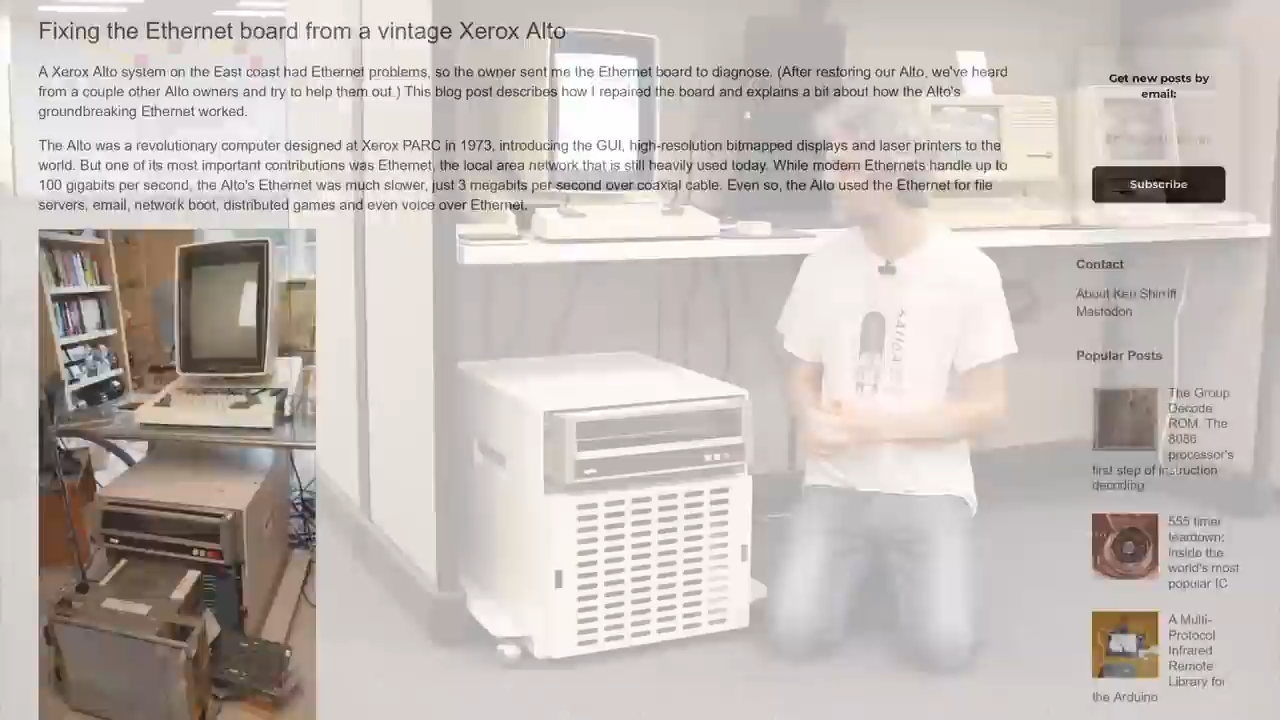 Fixing the Ethernet board from a vintage Xerox Alto
A Xerox Alto system on the East coast had Ethernet problems, so the owner sent me the Ethernet board to diagnose. (After restoring our Alto, we've heard
from a couple other Alto owners and try to help them out.) This blog post describes how I repaired the board and explains a bit about how the Alto's
groundbreaking Ethernet worked.
The Alto was a revolutionary computer designed at Xerox PARC in 1973, introducing the GUI, high-resolution bitmapped displays and laser printers to the
world. But one of its most important contributions was Ethernet, the local area network that is still heavily used today. While modern Ethernets handle up to
100 gigabits per second, the Alto's Ethernet was much slower, just 3 megabits per second over coaxial cable. Even so, the Alto used the Ethernet for file
servers, email, network boot, distributed games and even voice over Ethernet.
Get new posts by
email:
Subscribe
Contact
About Ken Shirriff
Mastodon
Popular Posts
The Group
Decode
ROM: The
8086
processor's
first step of instruction
decoding
555 timer
teardown:
inside the
world's most
popular IC
A Multi-
Protocol
Infrared
Remote
Library for
the Arduino